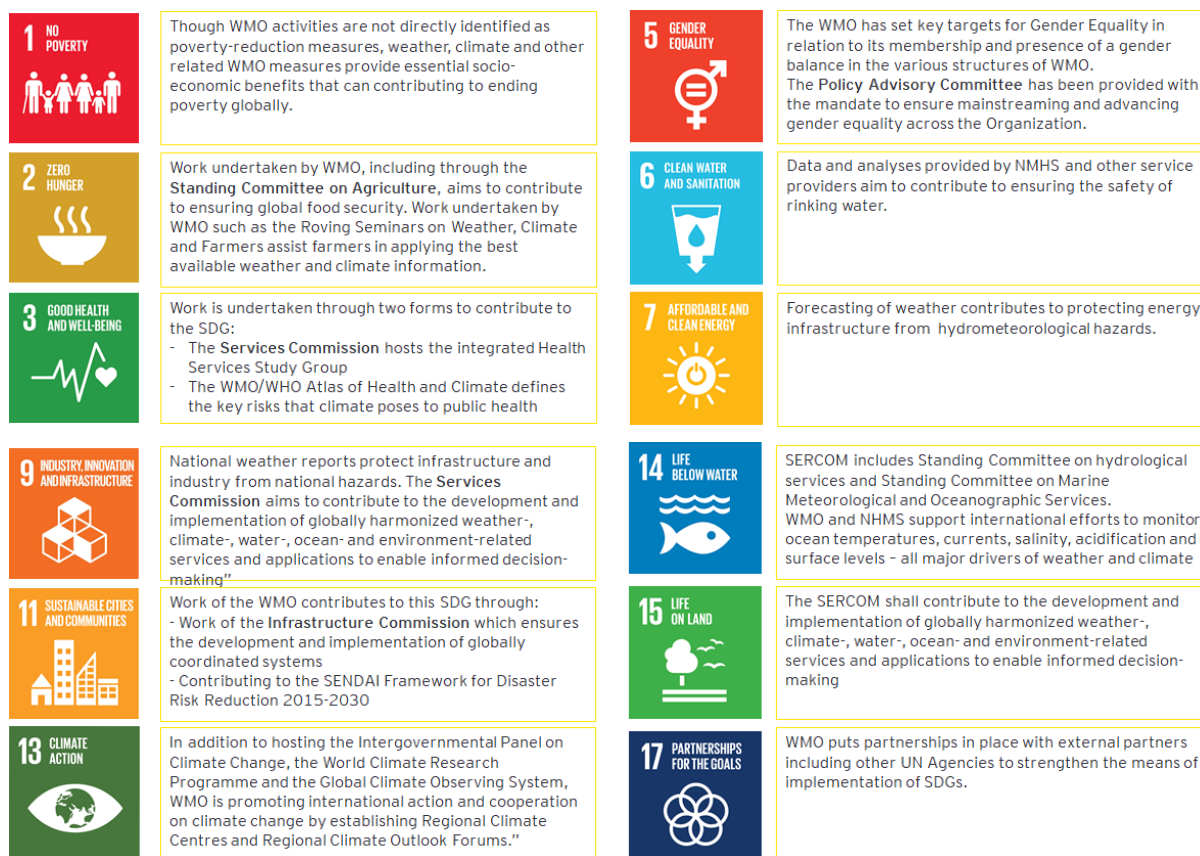 1 NO
POVERTY
Though WMO activities are not directly identified as
poverty-reduction measures, weather, climate and other
related WMO measures provide essential socio-
economic benefits that can contributing to ending
poverty globally.
2 ZERO
HUNGER
Work undertaken by WMO, including through the
Standing Committee on Agriculture, aims to contribute
to ensuring global food security. Work undertaken by
WMO such as the Roving Seminars on Weather, Climate
and Farmers assist farmers in applying the best
available weather and climate information.
3 GOOD HEALTH
AND WELL-BEING
Work is undertaken through two forms to contribute to
the SDG:
- The Services Commission hosts the integrated Health
Services Study Group
- The WMO/WHO Atlas of Health and Climate defines
the key risks that climate poses to public health
9 INDUSTRY, INNOVATION
AND INFRASTRUCTURE
National weather reports protect infrastructure and
industry from national hazards. The Services
Commission aims to contribute to the development and
implementation of globally harmonized weather-,
climate-, water-, ocean- and environment-related
services and applications to enable informed decision-
making”
11 SUSTAINABLE CITIES
AND COMMUNITIES
Work of the WMO contributes to this SDG through:
- Work of the Infrastructure Commission which ensures
the development and implementation of globally
coordinated systems
- Contributing to the SENDAI Framework for Disaster
Risk Reduction 2015-2030
13 CLIMATE
ACTION
In addition to hosting the Intergovernmental Panel on
Climate Change, the World Climate Research
Programme and the Global Climate Observing System,
WMO is promoting international action and cooperation
on climate change by establishing Regional Climate
Centres and Regional Climate Outlook Forums.”
5 GENDER
EQUALITY
The WMO has set key targets for Gender Equality in
relation to its membership and presence of a gender
balance in the various structures of WMO.
The Policy Advisory Committee has been provided with
the mandate to ensure mainstreaming and advancing
gender equality across the Organization.
6 CLEAN WATER
AND SANITATION
Data and analyses provided by NMHS and other service
providers aim to contribute to ensuring the safety of
rinking water.
7 AFFORDABLE AND
CLEAN ENERGY
Forecasting of weather contributes to protecting energy
infrastructure from hydrometeorological hazards.
14 LIFE
BELOW WATER
SERCOM includes Standing Committee on hydrological
services and Standing Committee on Marine
Meteorological and Oceanographic Services.
WMO and NHMS support international efforts to monitor
ocean temperatures, currents, salinity, acidification and
surface levels – all major drivers of weather and climate
15 LIFE
ON LAND
The SERCOM shall contribute to the development and
implementation of globally harmonized weather-,
climate-, water-, ocean- and environment-related
services and applications to enable informed decision-
making
17 PARTNERSHIPS
FOR THE GOALS
WMO puts partnerships in place with external partners
including other UN Agencies to strengthen the means of
implementation of SDGs.